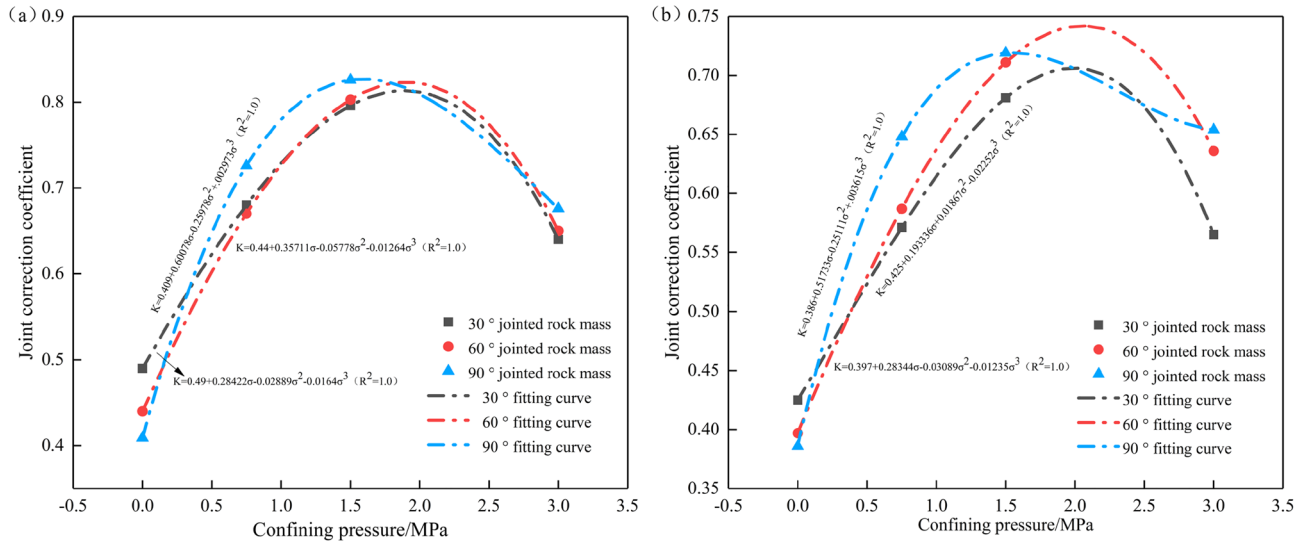 (a)
0.9
0.8
0.7
0.6
0.5
0.4
Joint correction coefficient
K=0.409+0.60078σ-0.25978σ²+.002973σ³（R²=1.0）
K=0.44+0.35711σ-0.05778σ²-0.01264σ³（R²=1.0）
K=0.49+0.28422σ-0.02889σ²-0.0164σ³（R²=1.0）
30 ° jointed rock mass
60 ° jointed rock mass
90 ° jointed rock mass
30 ° fitting curve
60 ° fitting curve
90 ° fitting curve
-0.5 0.0 0.5 1.0 1.5 2.0 2.5 3.0 3.5
Confining pressure/MPa
(b)
0.75
0.70
0.65
0.60
0.55
0.50
0.45
0.40
0.35
Joint correction coefficient
K=0.386+0.51733σ-0.25111σ²+.003615σ³（R²=1.0）
K=0.425+0.193336σ+0.01867σ²-0.02252σ³（R²=1.0）
K=0.397+0.28344σ-0.03089σ²-0.01235σ³（R²=1.0）
30 ° jointed rock mass
60 ° jointed rock mass
90 ° jointed rock mass
30 ° fitting curve
60 ° fitting curve
90 ° fitting curve
-0.5 0.0 0.5 1.0 1.5 2.0 2.5 3.0 3.5
Confining pressure/MPa